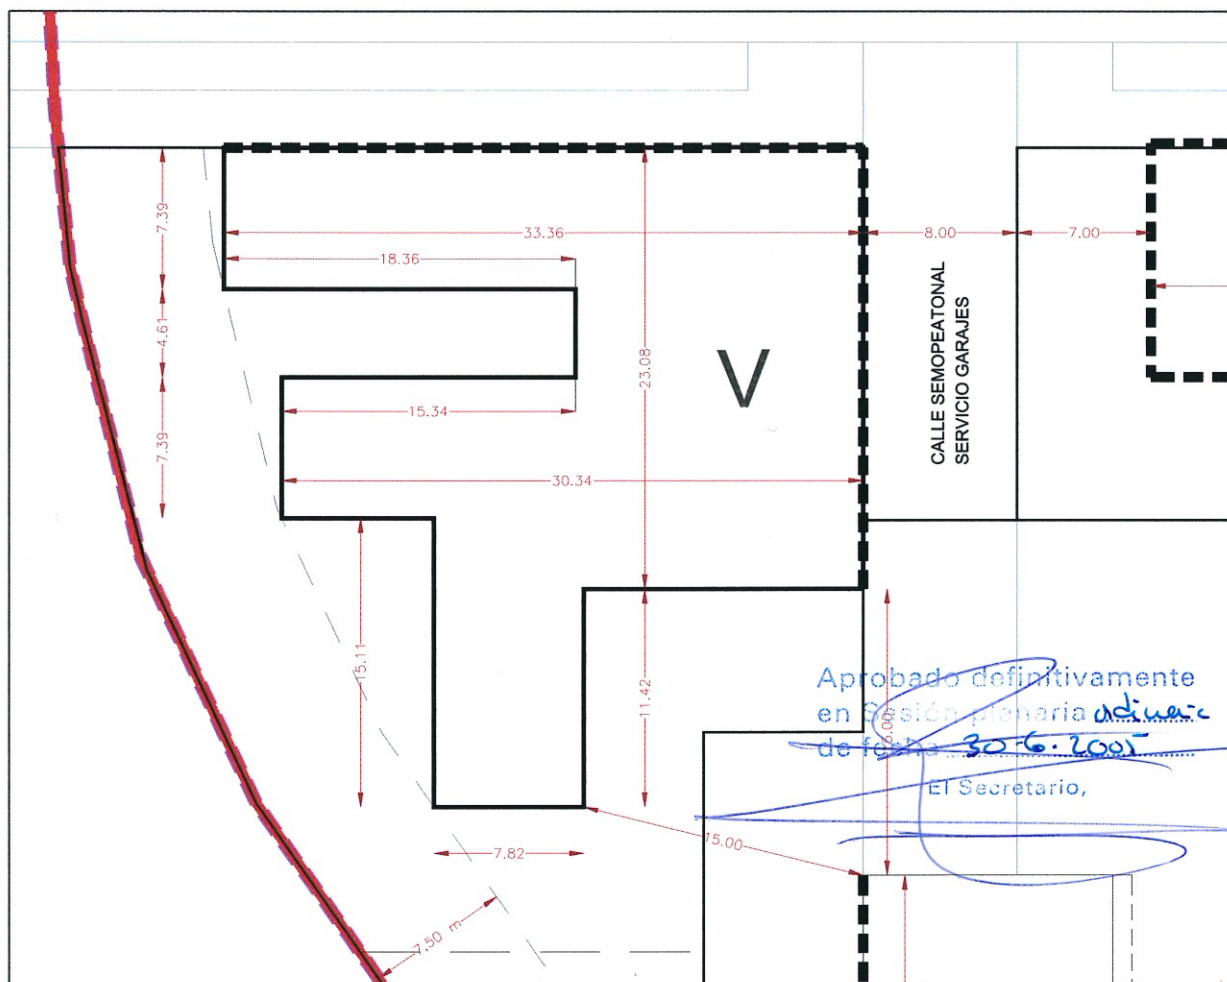 7.39
33.36
8.00
7.00
18.36
4.61
23.08
V
CALLE SEMOPEATONAL
SERVICIO GARAJES
15.34
7.39
30.34
15.11
11.42
Aprobado definitivamente
en Sesión plenaria
de fecha 30-6-2005
El Secretario,
15.00
7.82
7.50 m